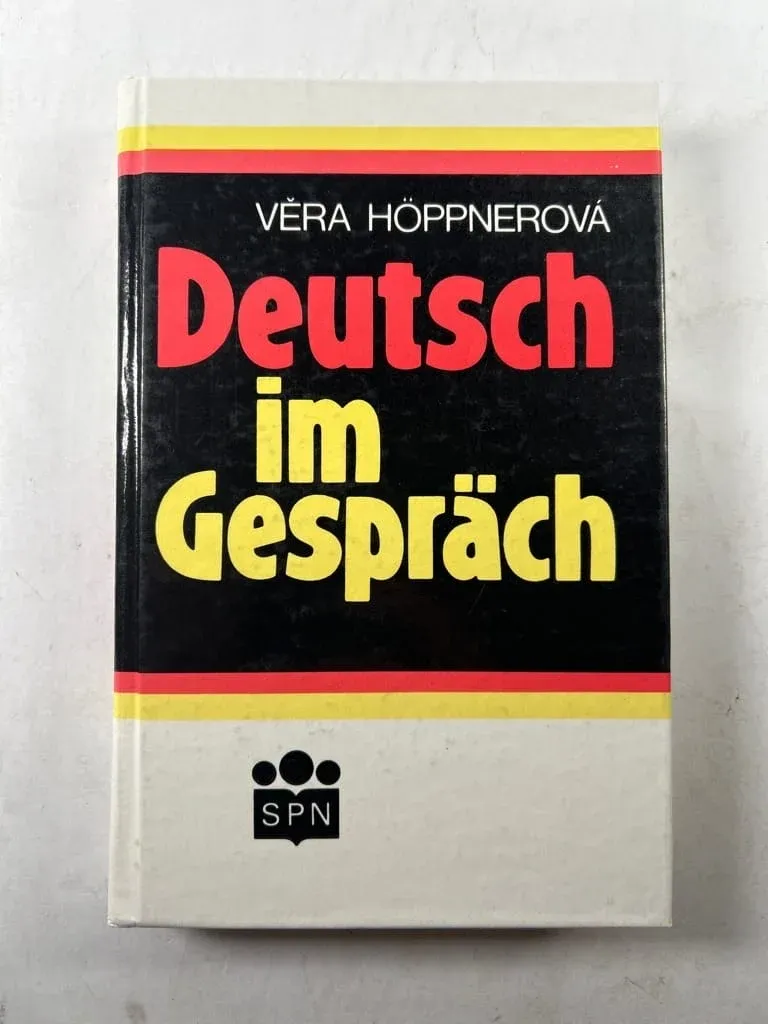 VĚRA HÖPPNEROVÁ
Deutsch
im
Gespräch
SPN